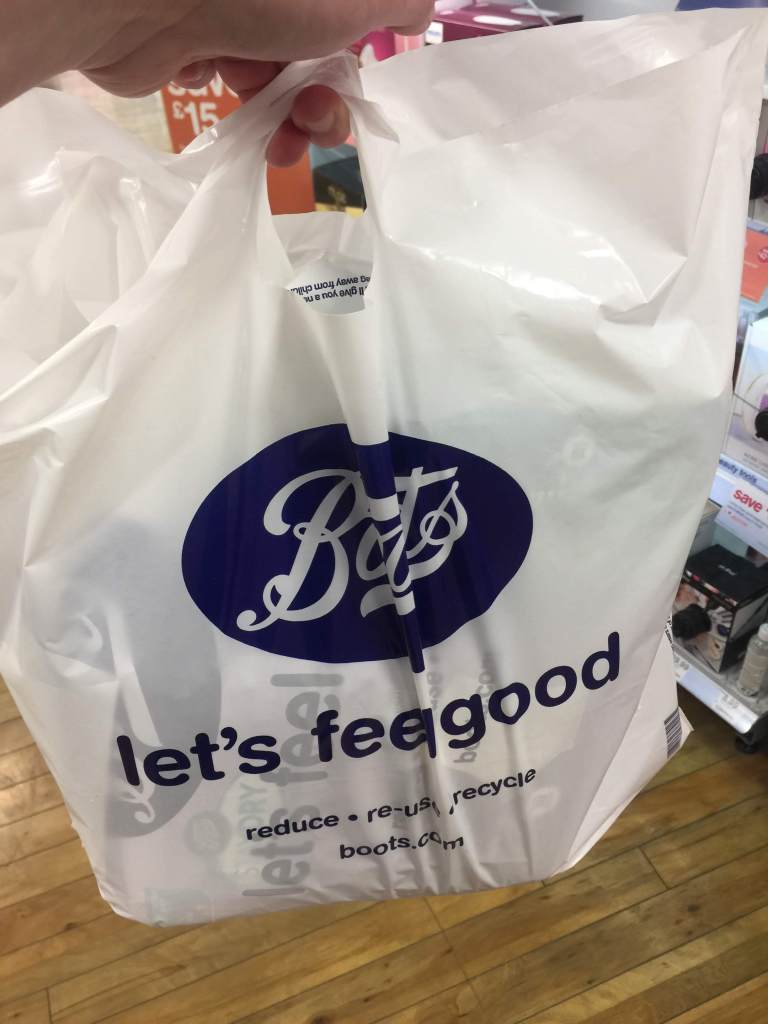 £15
Boots
let's feel good
reduce • re-use • recycle
boots.com
save